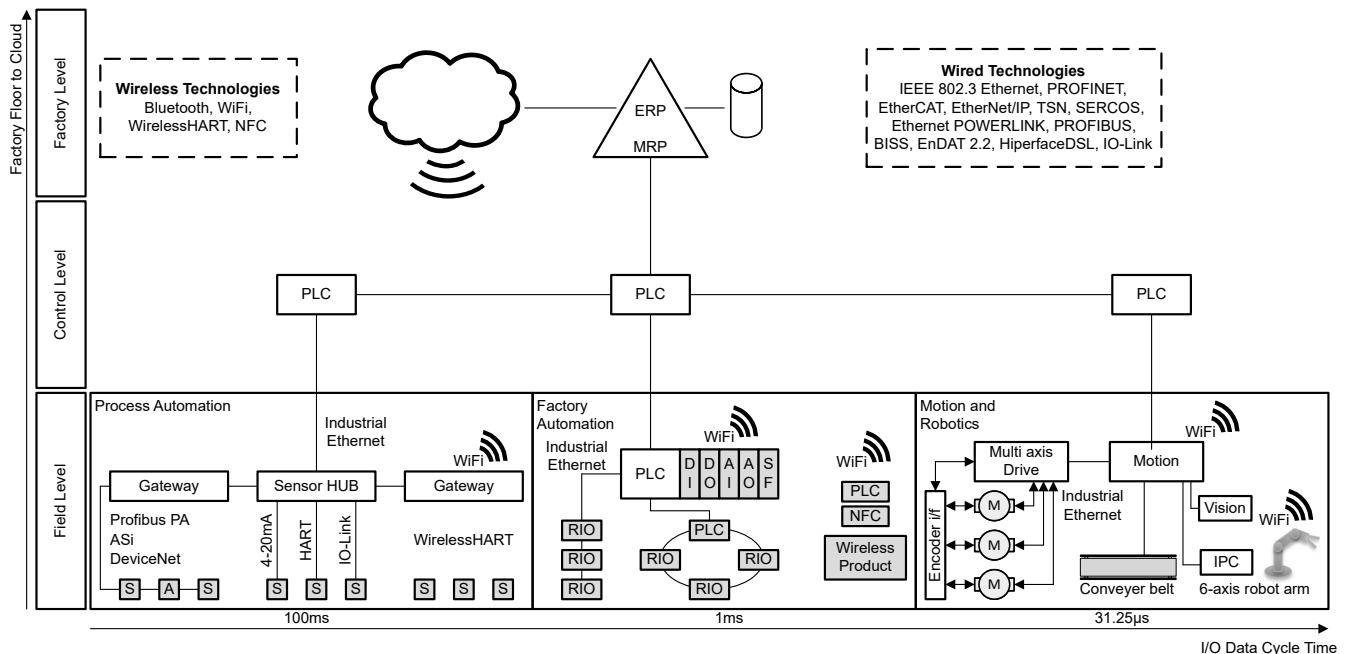 Factory Floor to Cloud
Factory Level
Wireless Technologies
Bluetooth, WiFi,
WirelessHART, NFC
ERP
MRP
Wired Technologies
IEEE 802.3 Ethernet, PROFINET,
EtherCAT, EtherNet/IP, TSN, SERCOS,
Ethernet POWERLINK, PROFIBUS,
BISS, EnDAT 2.2, HiperfaceDSL, IO-Link
Control Level
PLC
PLC
PLC
Field Level
Process Automation
Industrial
Ethernet
WiFi
Gateway
Sensor HUB
Gateway
Profibus PA
ASi
DeviceNet
4-20mA
HART
IO-Link
WirelessHART
S
A
S
S
S
S
S
S
S
Factory
Automation
Industrial
Ethernet
WiFi
PLC
DI
DO
AI
AO
SF
RIO
RIO
RIO
PLC
RIO
RIO
RIO
WiFi
PLC
NFC
Wireless
Product
Motion and
Robotics
WiFi
Multi axis
Drive
Motion
Industrial
Ethernet
Encoder i/f
M
M
M
Vision
WiFi
IPC
Conveyer belt
6-axis robot arm
100ms
1ms
31.25µs
I/O Data Cycle Time